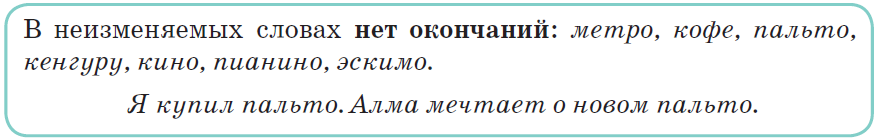 В неизменяемых словах нет окончаний: метро, кофе, пальто,
кенгуру, кино, пианино, эскимо.
Я купил пальто. Алма мечтает о новом пальто.